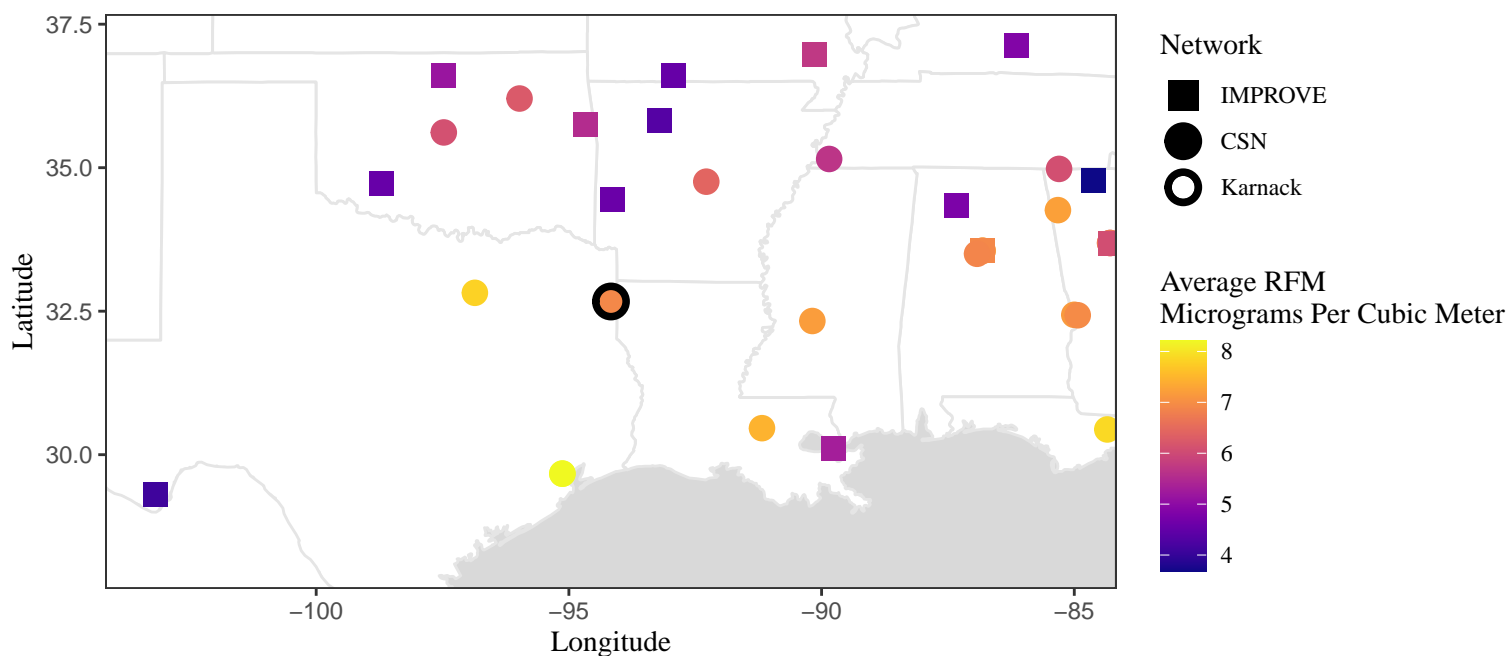 37.5
35.0
32.5
30.0
Latitude
−100
−95
−90
−85
Longitude
Network
IMPROVE
CSN
Karnack
Average RFM
Micrograms Per Cubic Meter
8
7
6
5
4